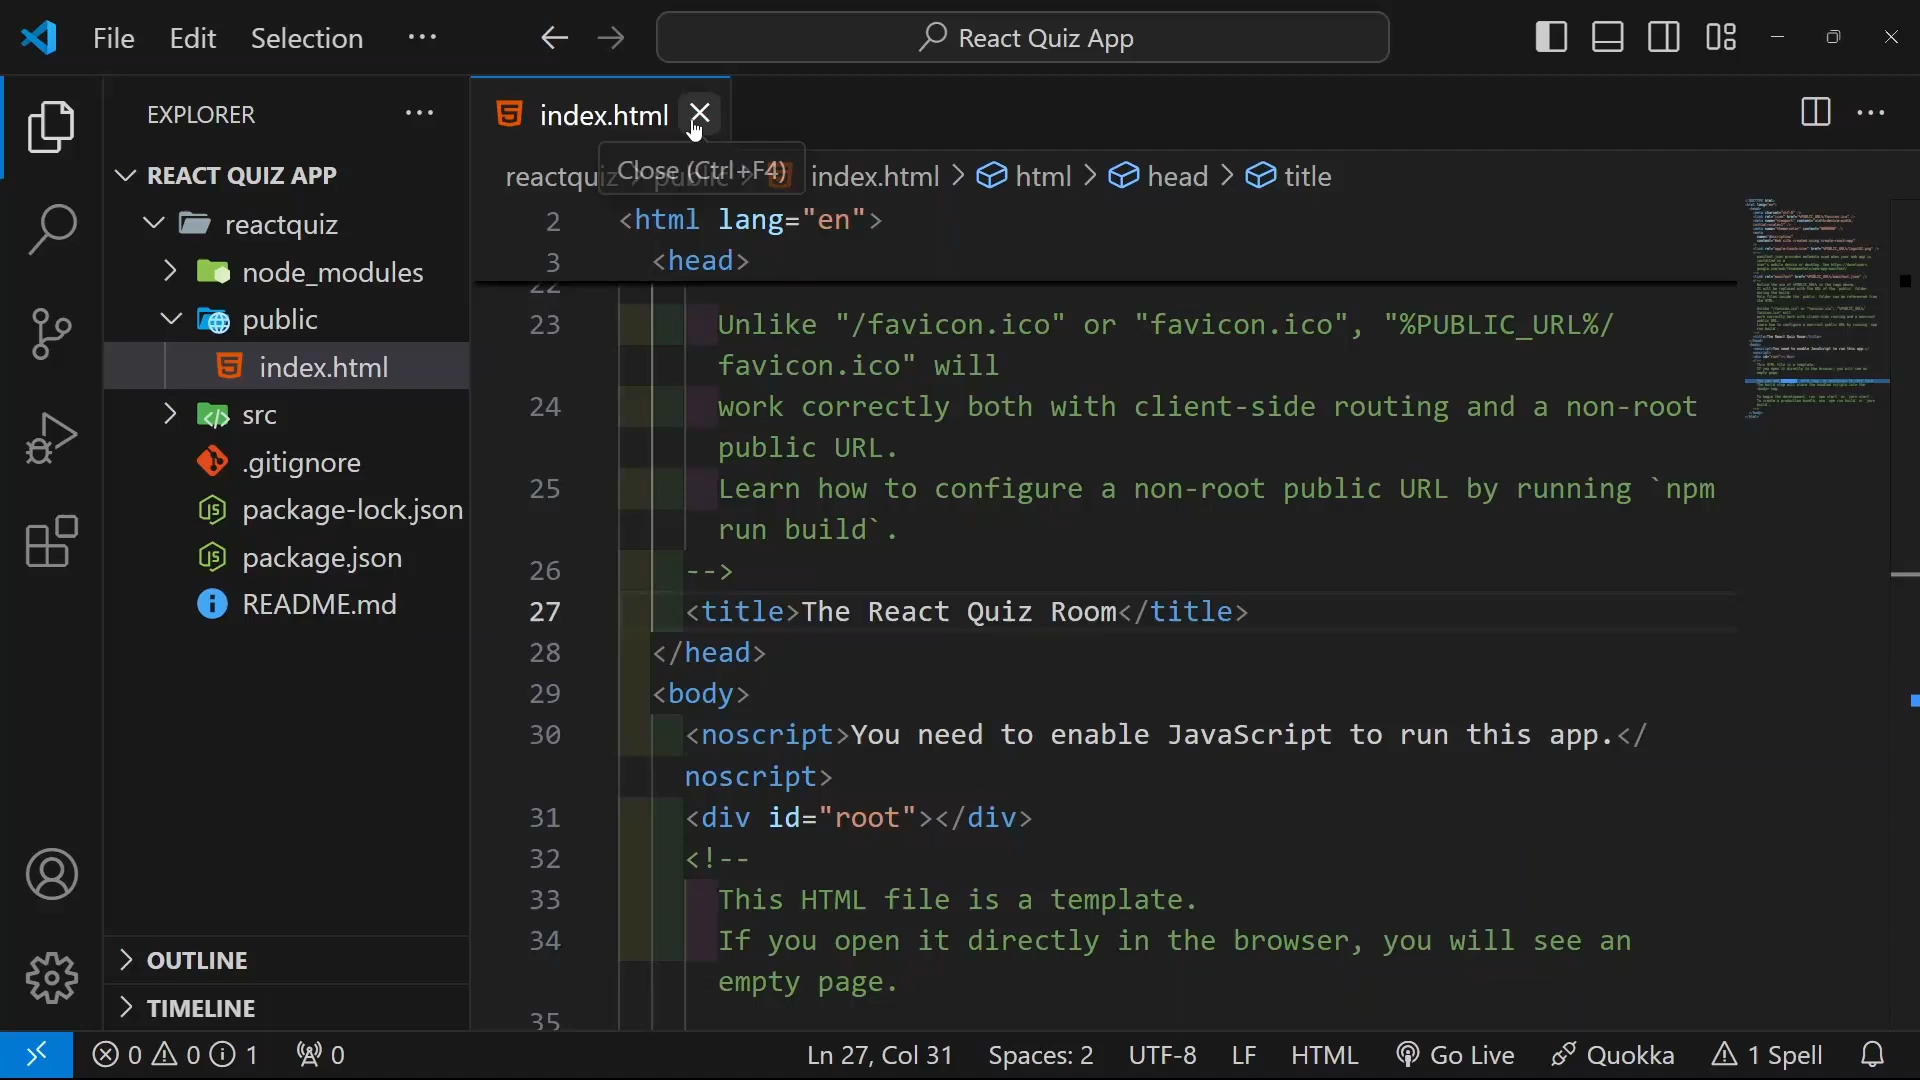 File Edit Selection ··· React Quiz App
EXPLORER ···
index.html
Close (Ctrl+F4)
reactquiz > public > index.html > html > head > title
REACT QUIZ APP
reactquiz
node_modules
public
index.html
src
.gitignore
package-lock.json
package.json
README.md
OUTLINE
TIMELINE
2 <html lang="en">
3 <head>
22
23 Unlike "/favicon.ico" or "favicon.ico", "%PUBLIC_URL%/
favicon.ico" will
24 work correctly both with client-side routing and a non-root
public URL.
25 Learn how to configure a non-root public URL by running `npm
run build`.
26 -->
27 <title>The React Quiz Room</title>
28 </head>
29 <body>
30 <noscript>You need to enable JavaScript to run this app.</
noscript>
31 <div id="root"></div>
32 <!--
33 This HTML file is a template.
34 If you open it directly in the browser, you will see an
empty page.
35
0 0 1 0 Ln 27, Col 31 Spaces: 2 UTF-8 LF HTML Go Live Quokka 1 Spell